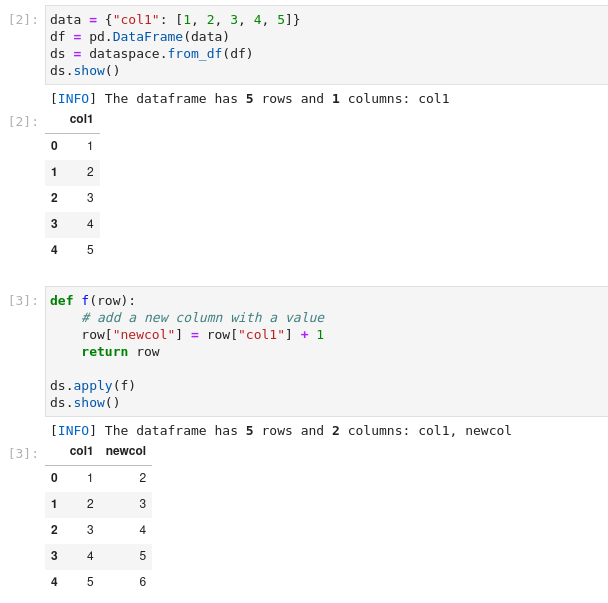 [2]: data = {"col1": [1, 2, 3, 4, 5]}
df = pd.DataFrame(data)
ds = dataspace.from_df(df)
ds.show()
[INFO] The dataframe has 5 rows and 1 columns: col1
[2]: col1
0 1
1 2
2 3
3 4
4 5
[3]: def f(row):
    # add a new column with a value
    row["newcol"] = row["col1"] + 1
    return row
ds.apply(f)
ds.show()
[INFO] The dataframe has 5 rows and 2 columns: col1, newcol
[3]: col1 newcol
0 1 2
1 2 3
2 3 4
3 4 5
4 5 6